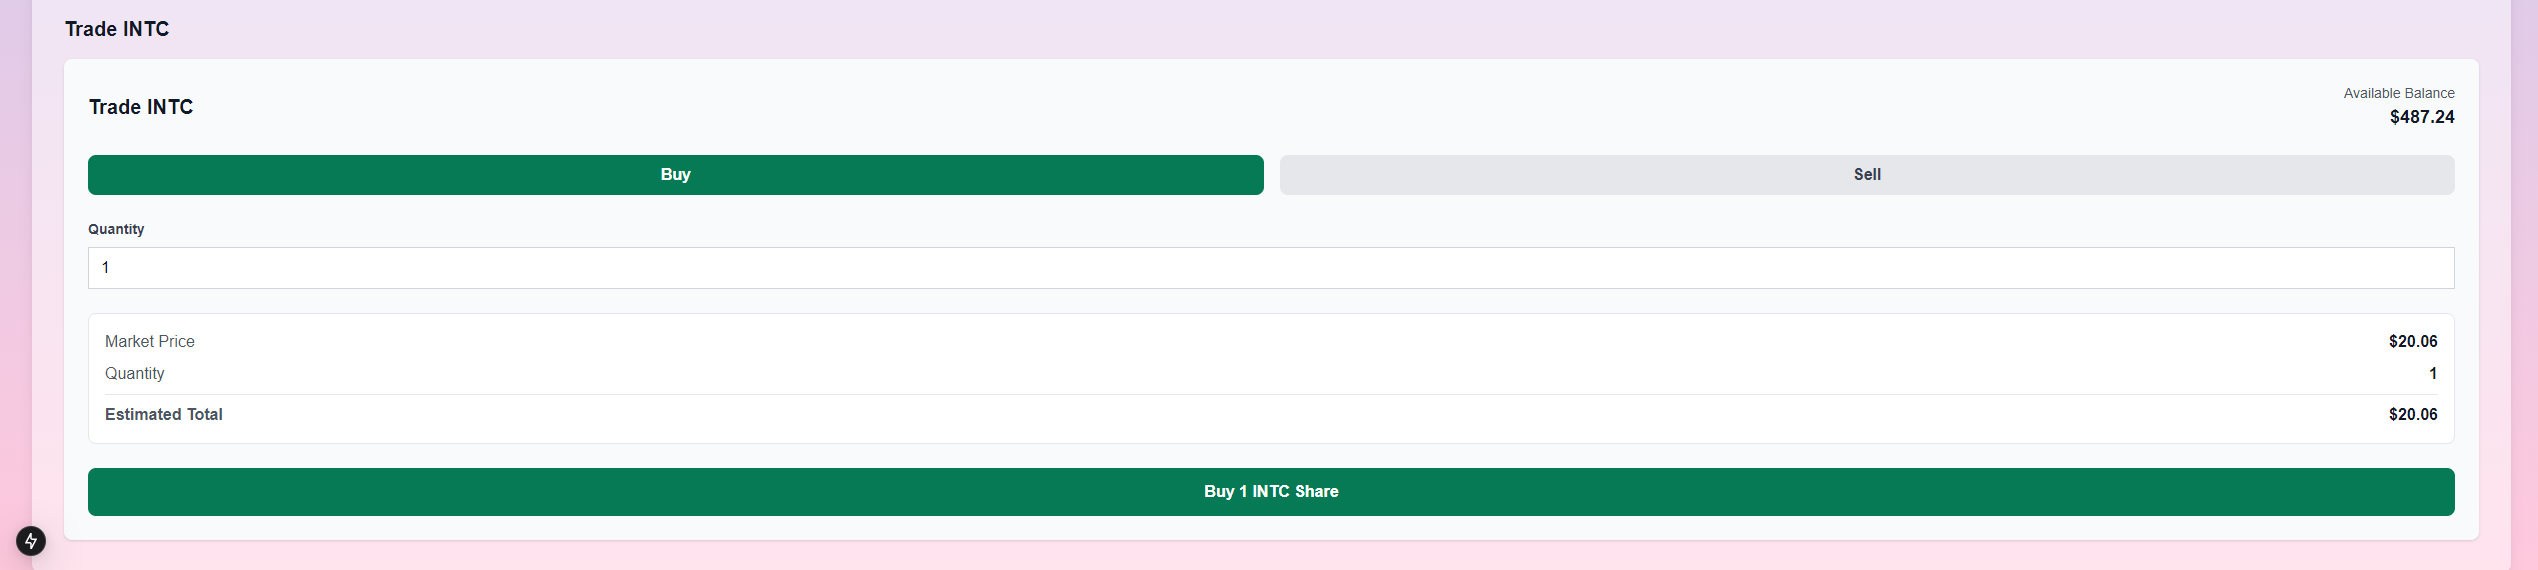 Trade INTC
Trade INTC
Available Balance
$487.24
Buy
Sell
Quantity
1
Market Price $20.06
Quantity 1
Estimated Total $20.06
Buy 1 INTC Share